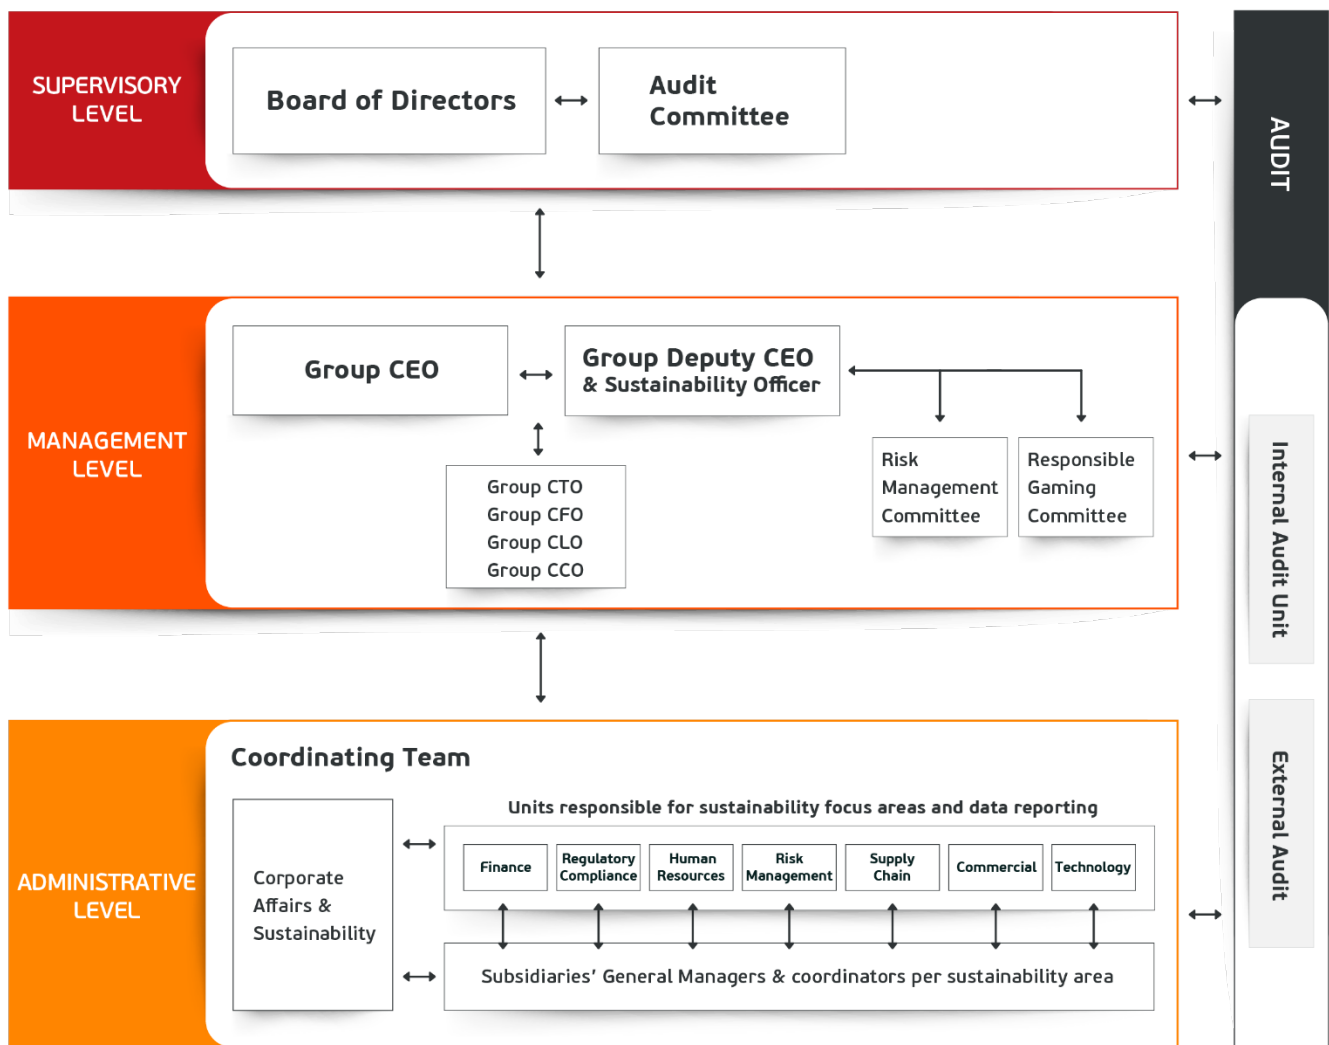 SUPERVISORY
LEVEL
Board of Directors
Audit
Committee
AUDIT
MANAGEMENT
LEVEL
Group CEO
Group Deputy CEO
& Sustainability Officer
Group CTO
Group CFO
Group CLO
Group CCO
Risk
Management
Committee
Responsible
Gaming
Committee
Internal Audit Unit
External Audit
ADMINISTRATIVE
LEVEL
Coordinating Team
Corporate
Affairs &
Sustainability
Units responsible for sustainability focus areas and data reporting
Finance
Regulatory
Compliance
Human
Resources
Risk
Management
Supply
Chain
Commercial
Technology
Subsidiaries’ General Managers & coordinators per sustainability area